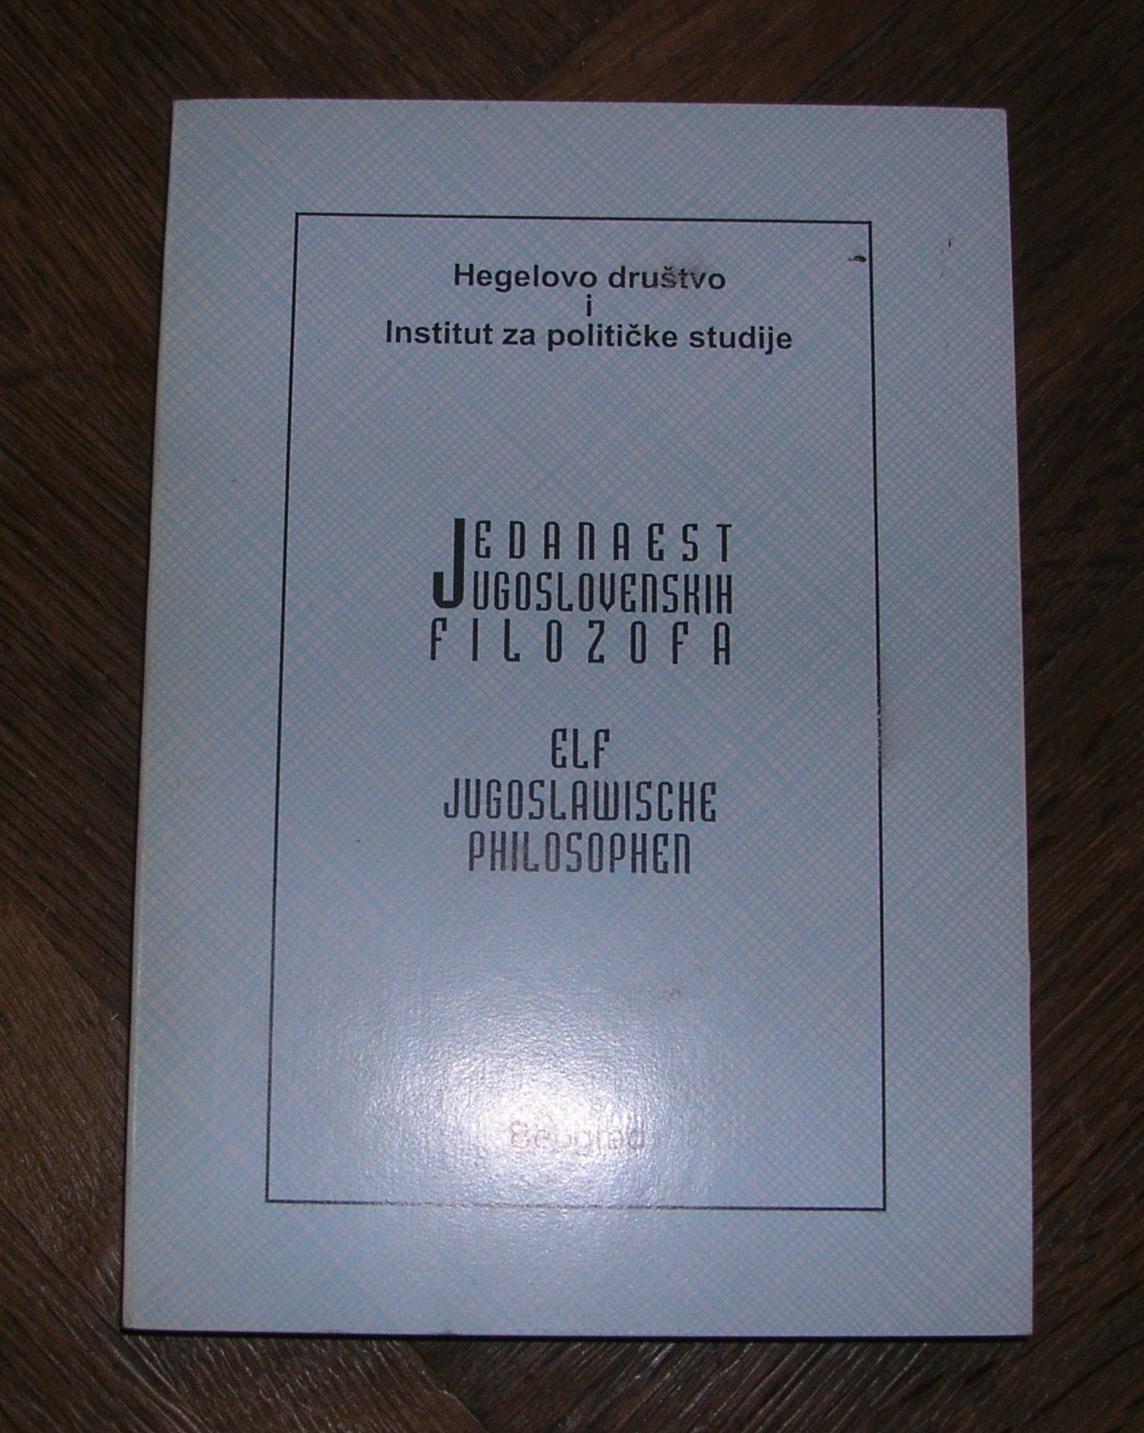 Hegelovo društvo
i
Institut za političke studije
JEDANAEST
JUGOSLOVENSKIH
FILOZOFA
ELF
JUGOSLAWISCHE
PHILOSOPHEN
Beograd